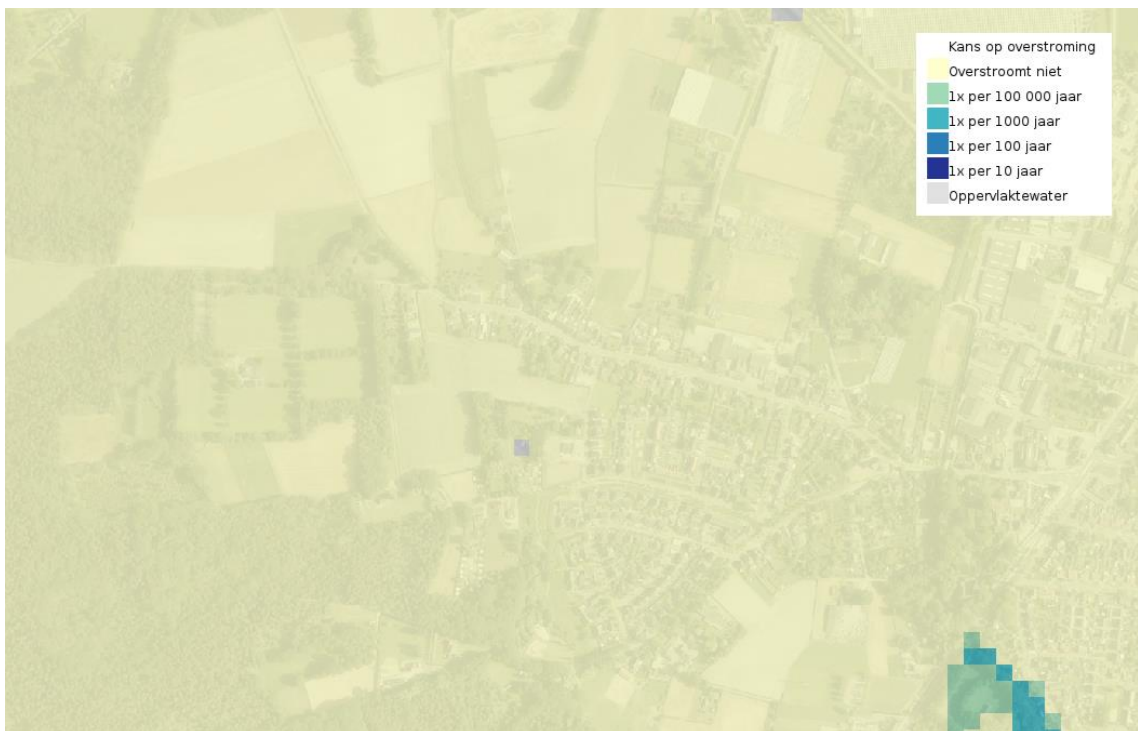 Kans op overstroming
Overstroomt niet
1x per 100 000 jaar
1x per 1000 jaar
1x per 100 jaar
1x per 10 jaar
Oppervlaktewater